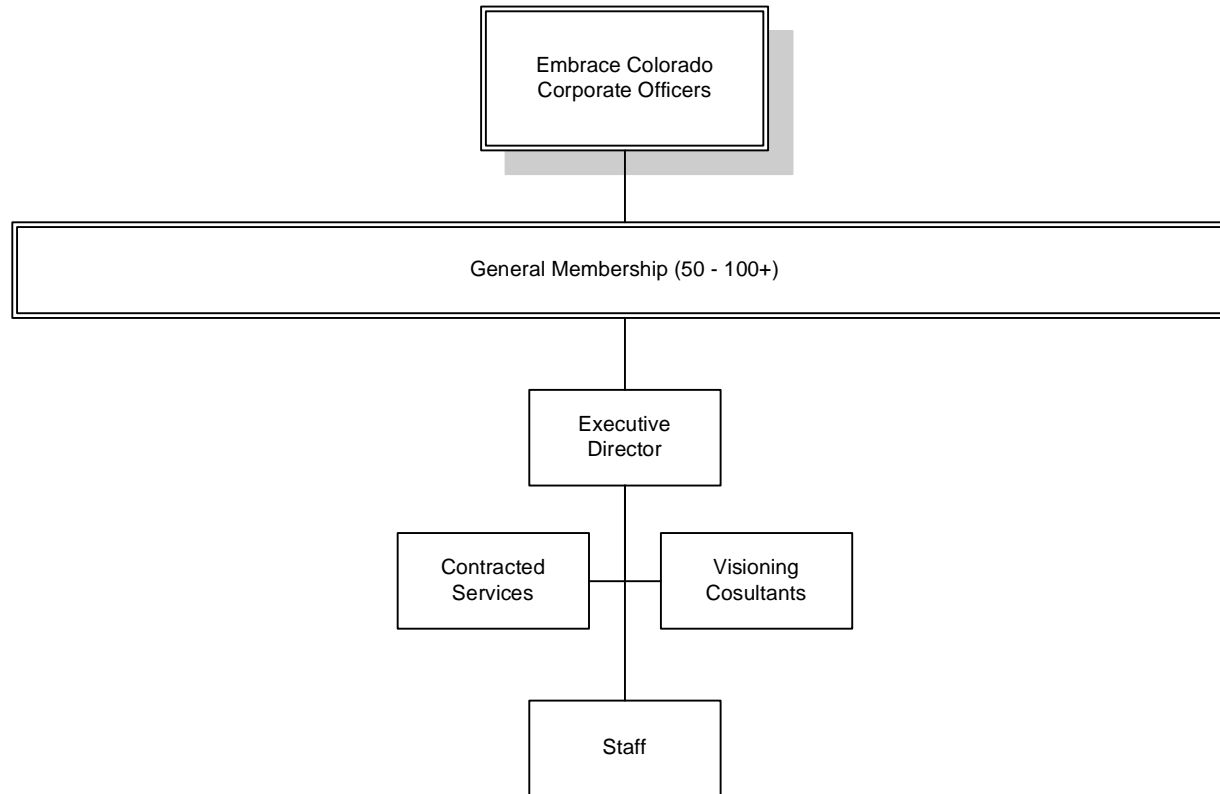 Embrace Colorado
Corporate Officers
General Membership (50 - 100+)
Executive
Director
Contracted
Services
Visioning
Cosultants
Staff